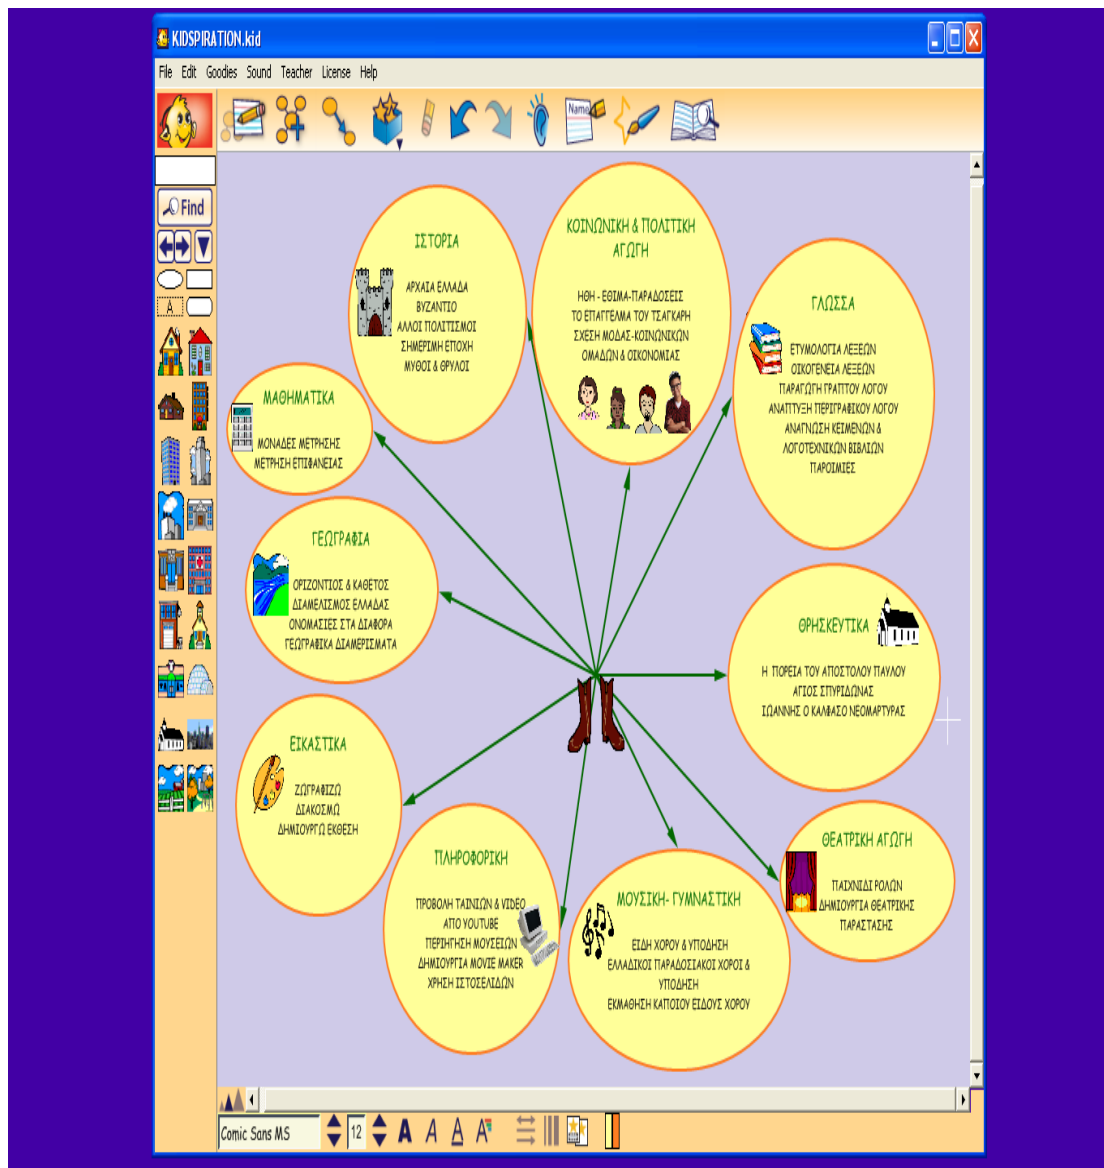 KIDSPIRATION.kid
File Edit Goodies Sound Teacher License Help
Name
Find
A
ΙΣΤΟΡΙΑ
ΑΡΧΑΙΑ ΕΛΛΑΔΑ
ΒΥΖΑΝΤΙΟ
ΑΛΛΟΙ ΠΟΛΙΤΙΣΜΟΙ
ΣΗΜΕΡΙΜΗ ΕΠΟΧΗ
ΜΥΘΟΙ & ΘΡΥΛΟΙ
ΚΟΙΝΩΝΙΚΗ & ΠΟΛΙΤΙΚΗ
ΑΓΩΓΗ
ΗΘΗ - ΕΘΙΜΑ-ΠΑΡΑΔΟΣΕΙΣ
ΤΟ ΕΠΑΓΓΕΛΜΑ ΤΟΥ ΤΣΑΓΚΑΡΗ
ΣΧΕΣΗ ΜΟΔΑΣ-ΚΟΙΝΩΝΙΚΩΝ
ΟΜΑΔΩΝ & ΟΙΚΟΝΟΜΙΑΣ
ΓΛΩΣΣΑ
ΕΤΥΜΟΛΟΓΙΑ ΛΕΞΕΩΝ
ΟΙΚΟΓΕΝΕΙΑ ΛΕΞΕΩΝ
ΠΑΡΑΓΩΓΗ ΓΡΑΠΤΟΥ ΛΟΓΟΥ
ΑΝΑΠΤΥΞΗ ΠΕΡΙΓΡΑΦΙΚΟΥ ΛΟΓΟΥ
ΑΝΑΓΝΩΣΗ ΚΕΙΜΕΝΩΝ &
ΛΟΓΟΤΕΧΝΙΚΩΝ ΒΙΒΛΙΩΝ
ΠΑΡΟΙΜΙΕΣ
ΜΑΘΗΜΑΤΙΚΑ
ΜΟΝΑΔΕΣ ΜΕΤΡΗΣΗΣ
ΜΕΤΡΗΣΗ ΕΠΙΦΑΝΕΙΑΣ
ΓΕΩΓΡΑΦΙΑ
ΟΡΙΖΟΝΤΙΟΣ & ΚΑΘΕΤΟΣ
ΔΙΑΜΕΛΙΣΜΟΣ ΕΛΛΑΔΑΣ
ΟΝΟΜΑΣΙΕΣ ΣΤΑ ΔΙΑΦΟΡΑ
ΓΕΩΓΡΑΦΙΚΑ ΔΙΑΜΕΡΙΣΜΑΤΑ
ΘΡΗΣΚΕΥΤΙΚΑ
Η ΠΟΡΕΙΑ ΤΟΥ ΑΠΟΣΤΟΛΟΥ ΠΑΥΛΟΥ
ΑΓΙΟΣ ΣΠΥΡΙΔΩΝΑΣ
ΙΩΑΝΝΗΣ Ο ΚΑΛΦΑΣΟ ΝΕΟΜΑΡΤΥΡΑΣ
ΕΙΚΑΣΤΙΚΑ
ΖΩΓΡΑΦΙΖΩ
ΔΙΑΚΟΣΜΩ
ΔΗΜΙΟΥΡΓΩ ΕΚΘΕΣΗ
ΠΛΗΡΟΦΟΡΙΚΗ
ΠΡΟΒΟΛΗ ΤΑΙΝΙΩΝ & VIDEO
ΑΠΟ YOUTUBE
ΠΕΡΙΗΓΗΣΗ ΜΟΥΣΕΙΩΝ
ΔΗΜΙΟΥΡΓΙΑ MOVIE MAKER
ΧΡΗΣΗ ΙΣΤΟΣΕΛΙΔΩΝ
ΜΟΥΣΙΚΗ- ΓΥΜΝΑΣΤΙΚΗ
ΕΙΔΗ ΧΟΡΟΥ & ΥΠΟΔΗΣΗ
ΕΛΛΑΔΙΚΟΙ ΠΑΡΑΔΟΣΙΑΚΟΙ ΧΟΡΟΙ &
ΥΠΟΔΗΣΗ
ΕΚΜΑΘΗΣΗ ΚΑΠΟΙΟΥ ΕΙΔΟΥΣ ΧΟΡΟΥ
ΘΕΑΤΡΙΚΗ ΑΓΩΓΗ
ΠΑΙΧΝΙΔΙ ΡΟΛΩΝ
ΔΗΜΙΟΥΡΓΙΑ ΘΕΑΤΡΙΚΗΣ
ΠΑΡΑΣΤΑΣΗΣ
Comic Sans MS 12 A A A A